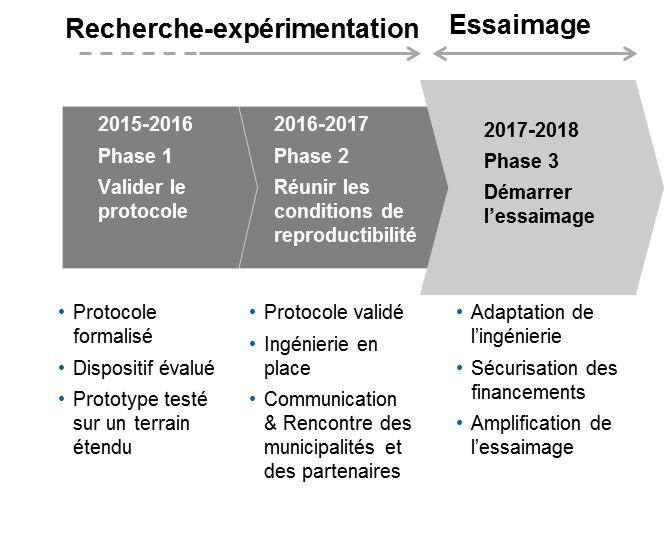 Recherche-expérimentation
Essaimage
2015-2016
Phase 1
Valider le
protocole
2016-2017
Phase 2
Réunir les
conditions de
reproductibilité
2017-2018
Phase 3
Démarrer
l’essaimage
• Protocole
formalisé
• Dispositif évalué
• Prototype testé
sur un terrain
étendu
• Protocole validé
• Ingénierie en
place
• Communication
& Rencontre des
municipalités et
des partenaires
• Adaptation de
l’ingénierie
• Sécurisation des
financements
• Amplification de
l’essaimage